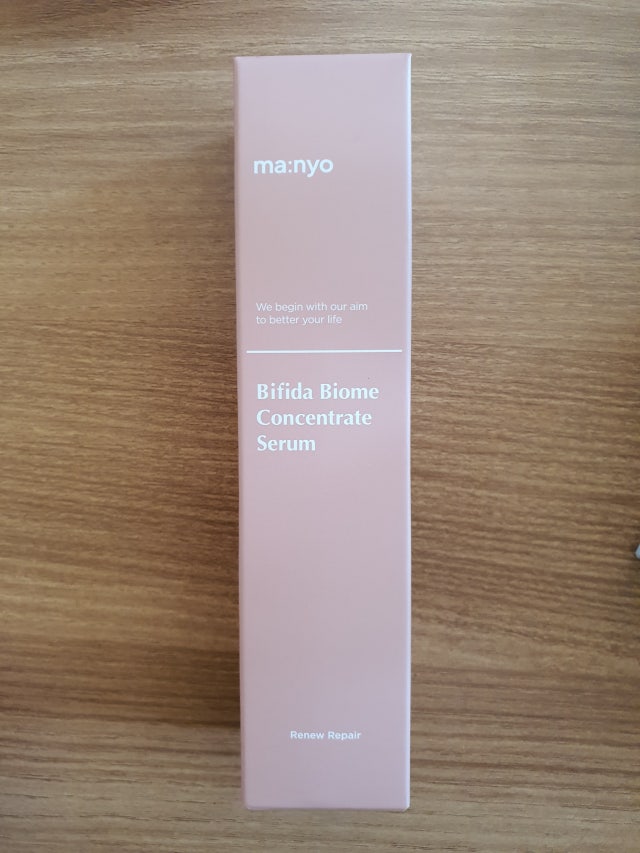 ma:nyo
We begin with our aim
to better your life
Bifida Biome
Concentrate
Serum
Renew Repair